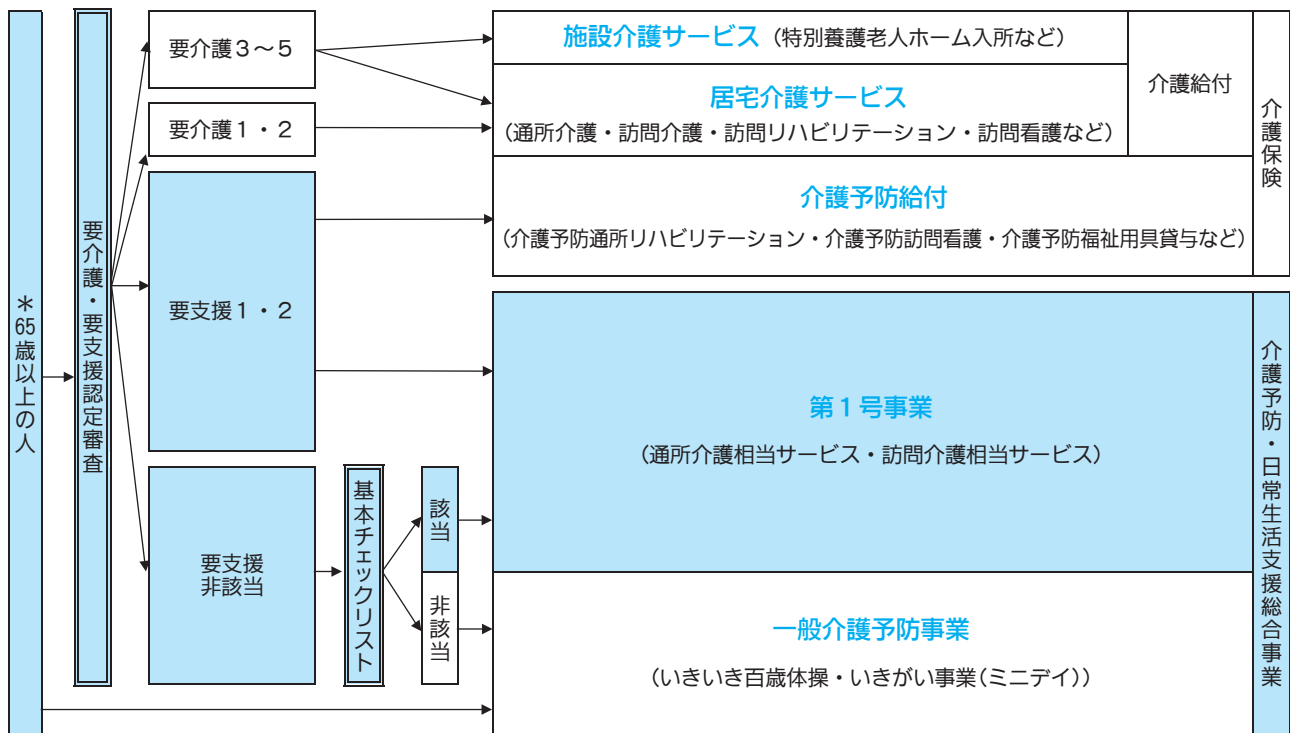 ＊65歳以上の人
要介護・要支援認定審査
要介護３～５
要介護１・２
要支援１・２
要支援
非該当
基本チェックリスト
該当
非該当
施設介護サービス（特別養護老人ホーム入所など）
居宅介護サービス
（通所介護・訪問介護・訪問リハビリテーション・訪問看護など）
介護給付
介護予防給付
（介護予防通所リハビリテーション・介護予防訪問看護・介護予防福祉用具貸与など）
介護保険
第１号事業
（通所介護相当サービス・訪問介護相当サービス）
一般介護予防事業
（いきいき百歳体操・いきがい事業（ミニデイ））
介護予防・日常生活支援総合事業